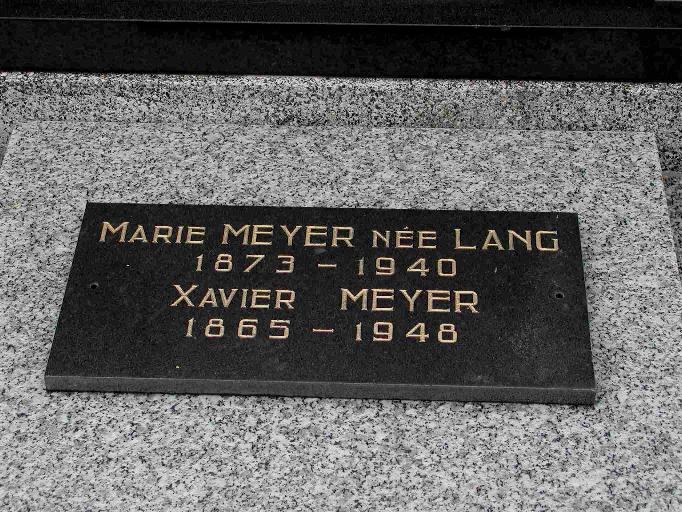 Marie MEYER née LANG
1873 – 1940
Xavier MEYER
1865 – 1948